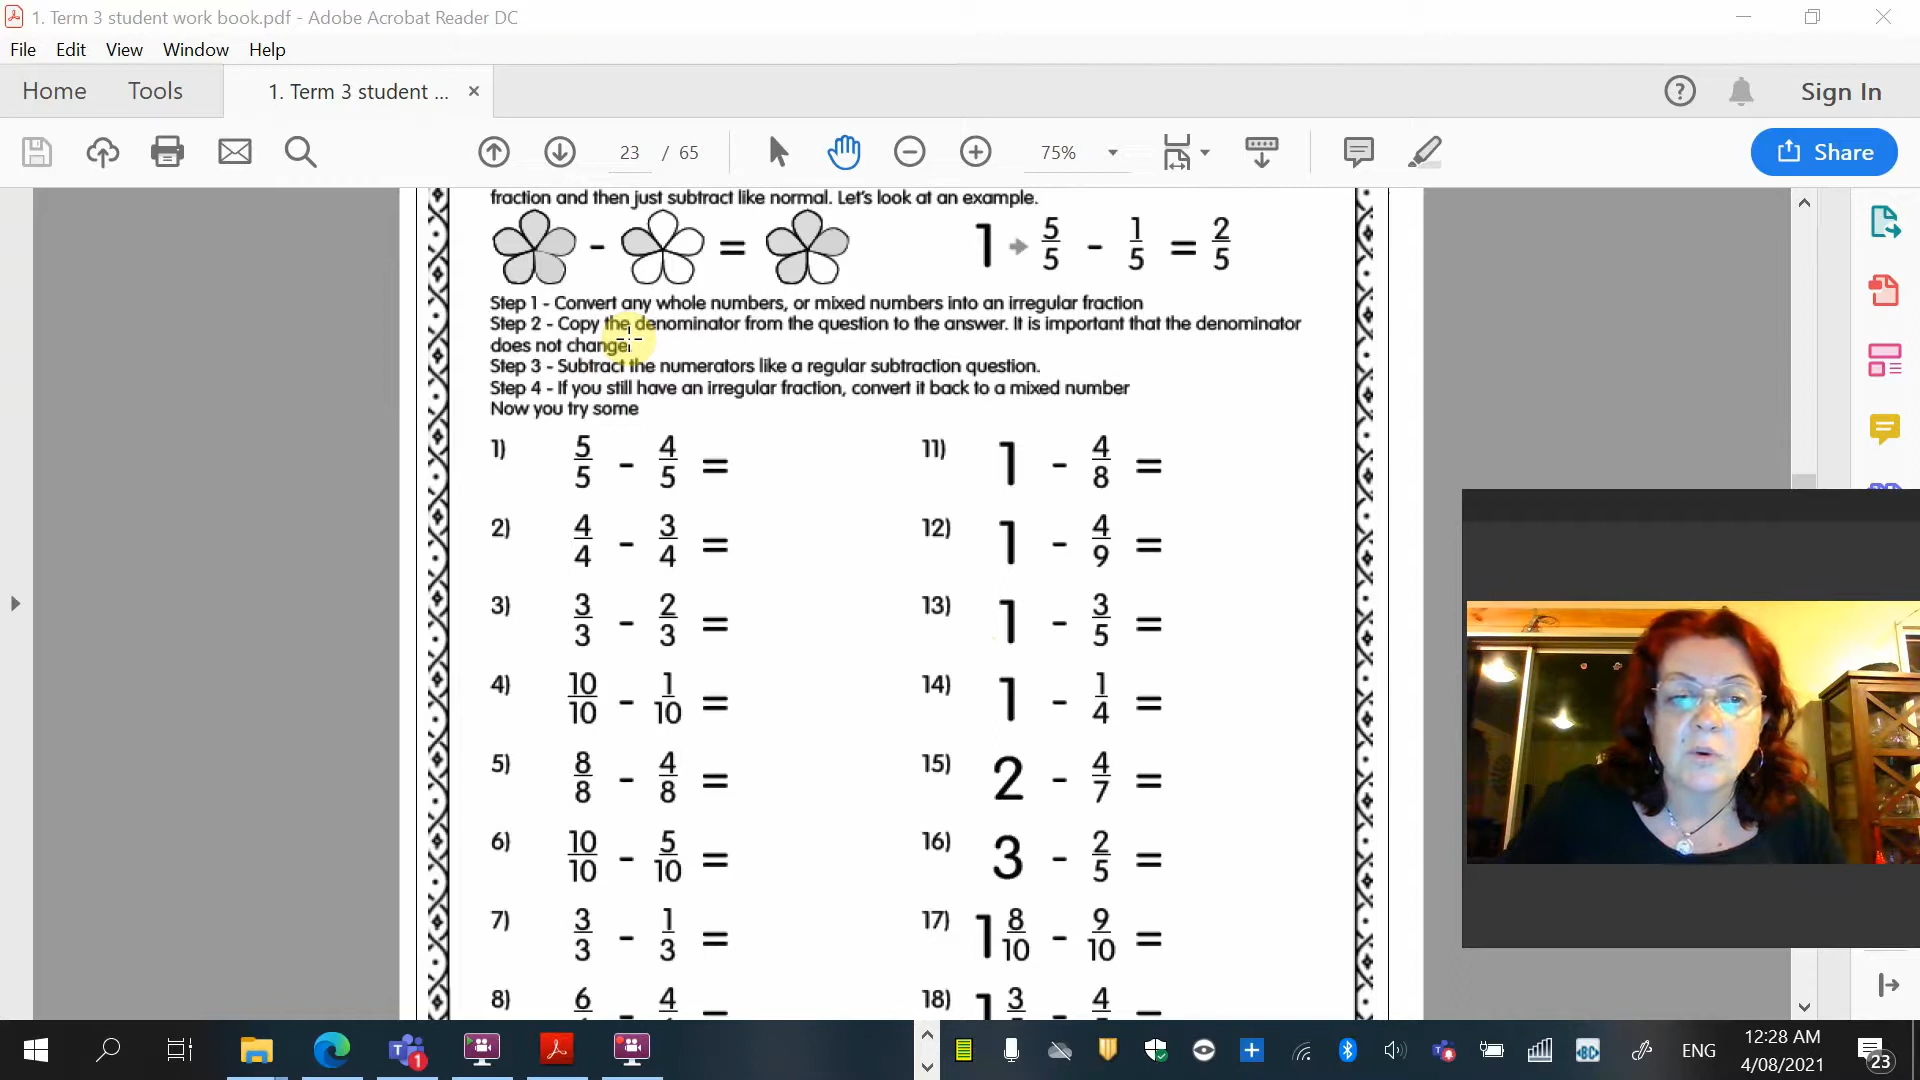 1. Term 3 student work book.pdf - Adobe Acrobat Reader DC
File Edit View Window Help
Home Tools 1. Term 3 student ... × Sign In
23 / 65 75% Share
fraction and then just subtract like normal. Let's look at an example.
- = 1 → 5/5 - 1/5 = 2/5
Step 1 - Convert any whole numbers, or mixed numbers into an irregular fraction
Step 2 - Copy the denominator from the question to the answer. It is important that the denominator
does not change.
Step 3 - Subtract the numerators like a regular subtraction question.
Step 4 - If you still have an irregular fraction, convert it back to a mixed number
Now you try some
1) 5/5 - 4/5 =
2) 4/4 - 3/4 =
3) 3/3 - 2/3 =
4) 10/10 - 1/10 =
5) 8/8 - 4/8 =
6) 10/10 - 5/10 =
7) 3/3 - 1/3 =
8) 6 - 4 =
11) 1 - 4/8 =
12) 1 - 4/9 =
13) 1 - 3/5 =
14) 1 - 1/4 =
15) 2 - 4/7 =
16) 3 - 2/5 =
17) 1 8/10 - 9/10 =
18) 1 3 - 4 =
1
ENG
12:28 AM
4/08/2021
23